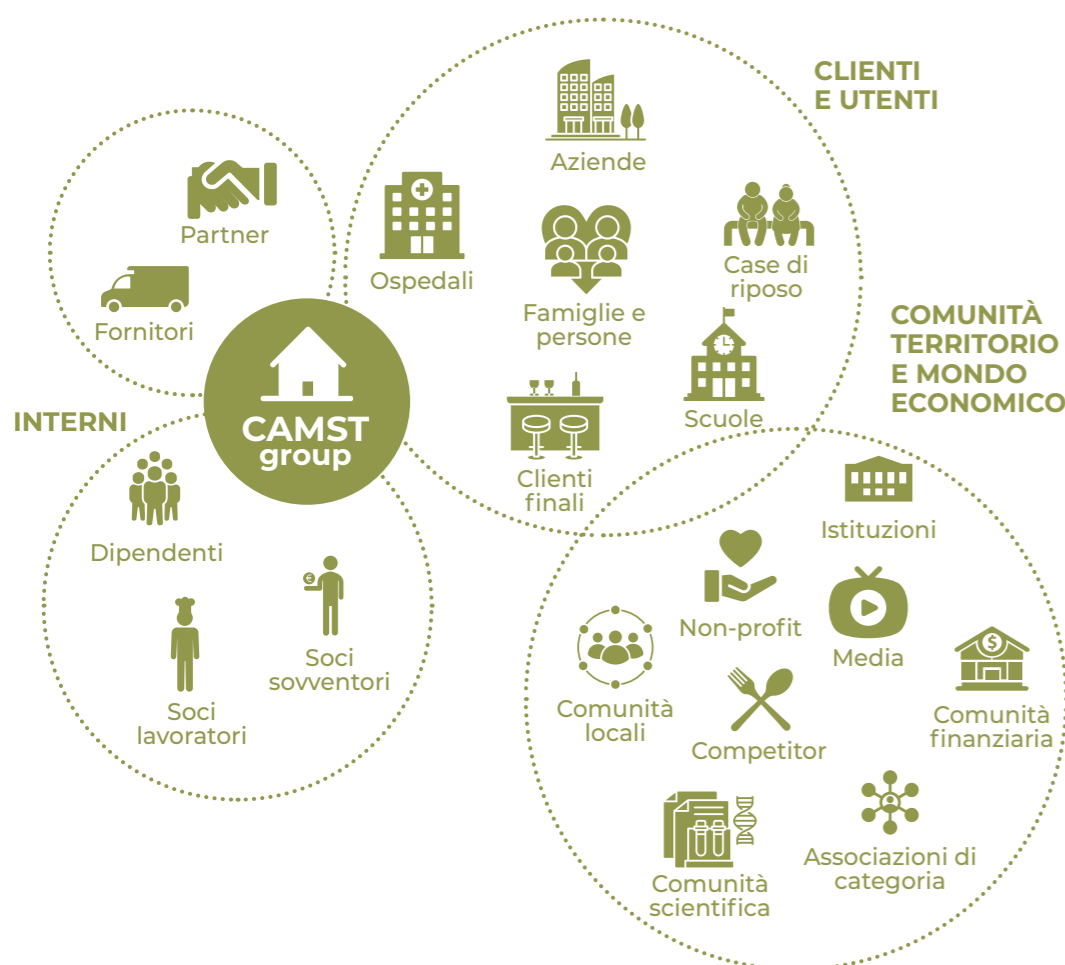 CLIENTI
E UTENTI
Aziende
Partner
Ospedali
Case di
riposo
Famiglie e
persone
Fornitori
COMUNITÀ
TERRITORIO
E MONDO
ECONOMICO
INTERNI
CAMST
group
Scuole
Clienti
finali
Istituzioni
Dipendenti
Non-profit
Media
Soci
sovventori
Soci
lavoratori
Comunità
locali
Competitor
Comunità
finanziaria
Associazioni di
categoria
Comunità
scientifica